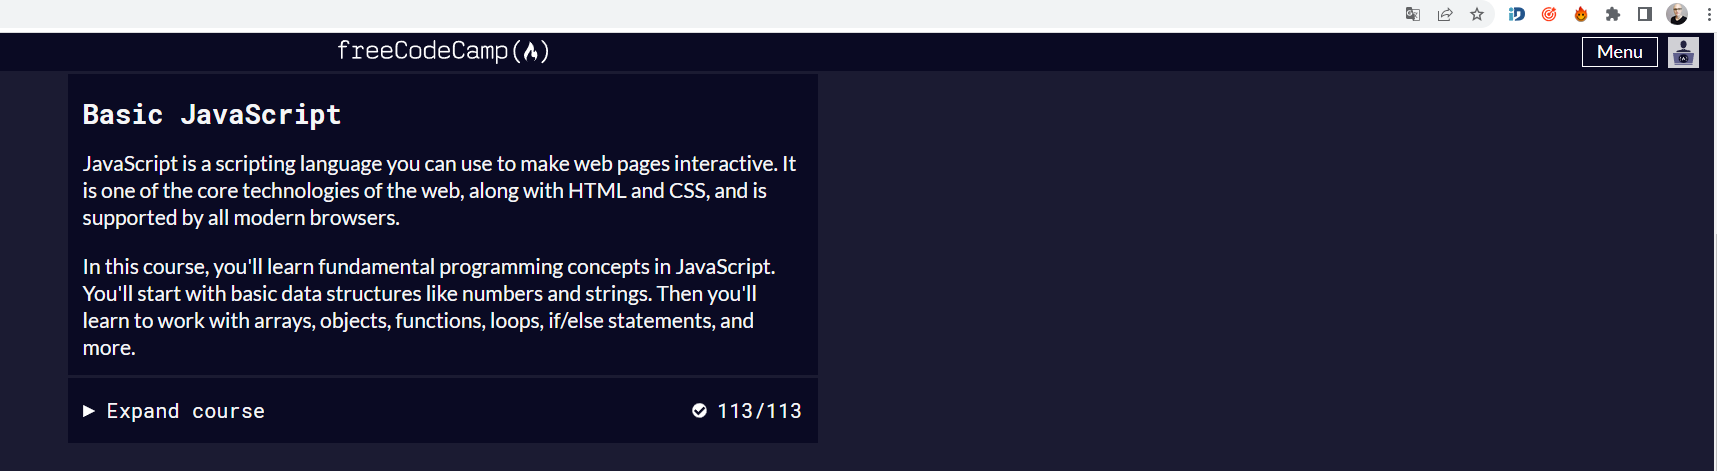 freeCodeCamp(🔥)
Menu
Basic JavaScript
JavaScript is a scripting language you can use to make web pages interactive. It
is one of the core technologies of the web, along with HTML and CSS, and is
supported by all modern browsers.
In this course, you'll learn fundamental programming concepts in JavaScript.
You'll start with basic data structures like numbers and strings. Then you'll
learn to work with arrays, objects, functions, loops, if/else statements, and
more.
Expand course
113/113